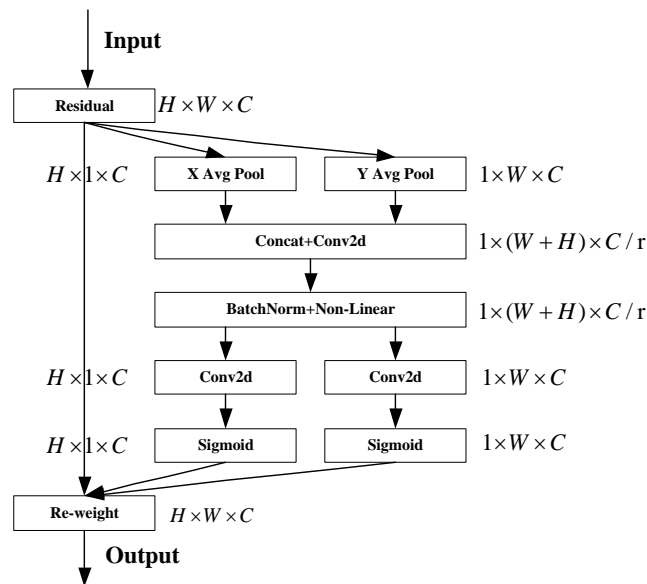 Input
Residual H×W×C
H×1×C X Avg Pool Y Avg Pool 1×W×C
Concat+Conv2d 1×(W+H)×C/r
BatchNorm+Non-Linear 1×(W+H)×C/r
H×1×C Conv2d Conv2d 1×W×C
H×1×C Sigmoid Sigmoid 1×W×C
Re-weight H×W×C
Output